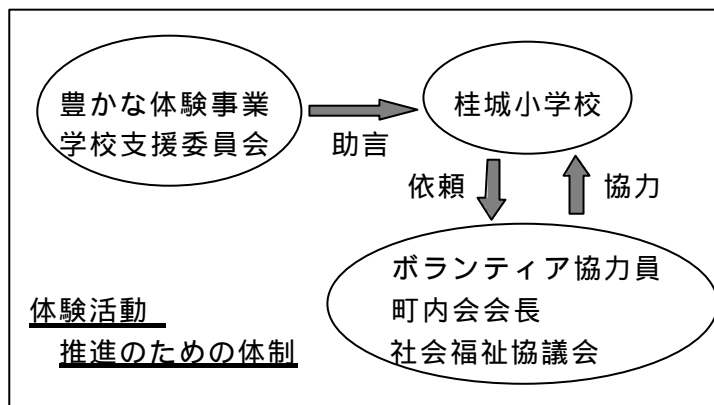 豊かな体験事業
学校支援委員会
助言
桂城小学校
依頼
協力
ボランティア協力員
町内会会長
社会福祉協議会
体験活動
推進のための体制